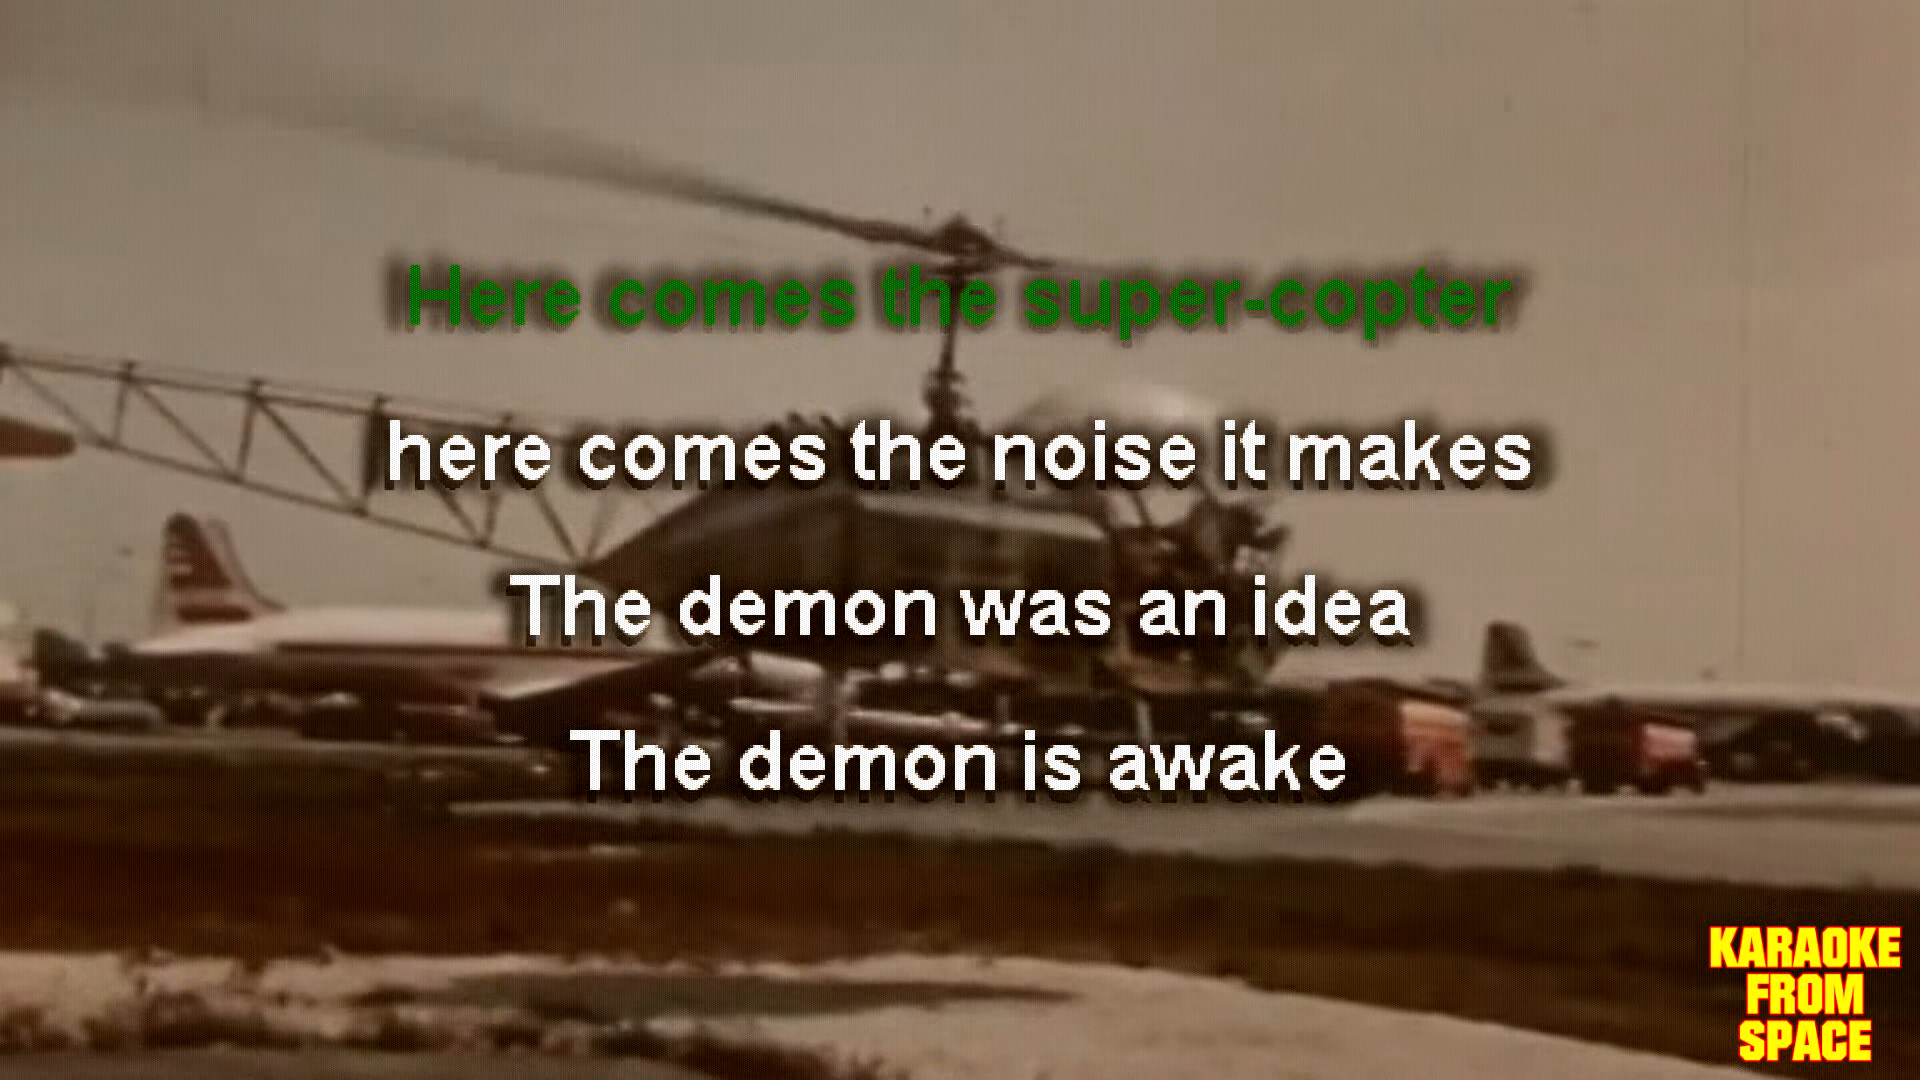 Here comes the super-copter
here comes the noise it makes
The demon was an idea
The demon is awake
KARAOKE
FROM
SPACE